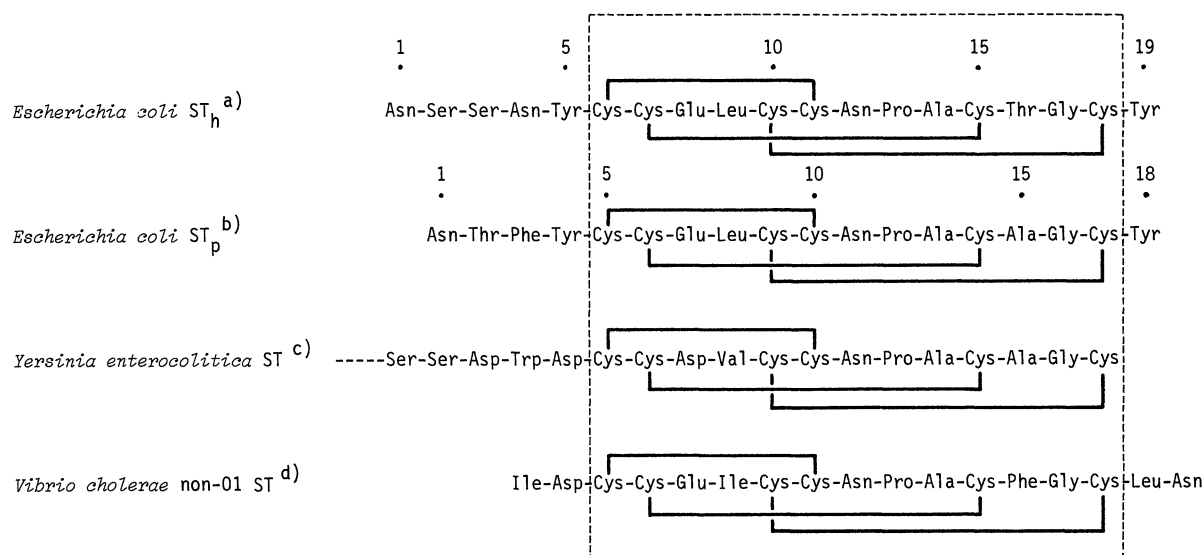 1 5 10 15 19
Escherichia coli STh a) Asn-Ser-Ser-Asn-Tyr-Cys-Cys-Glu-Leu-Cys-Cys-Asn-Pro-Ala-Cys-Thr-Gly-Cys-Tyr
1 5 10 15 18
Escherichia coli STp b) Asn-Thr-Phe-Tyr-Cys-Cys-Glu-Leu-Cys-Cys-Asn-Pro-Ala-Cys-Ala-Gly-Cys-Tyr
Yersinia enterocolitica ST c) -----Ser-Ser-Asp-Trp-Asp-Cys-Cys-Asp-Val-Cys-Cys-Asn-Pro-Ala-Cys-Ala-Gly-Cys
Vibrio cholerae non-01 ST d) Ile-Asp-Cys-Cys-Glu-Ile-Cys-Cys-Asn-Pro-Ala-Cys-Phe-Gly-Cys-Leu-Asn